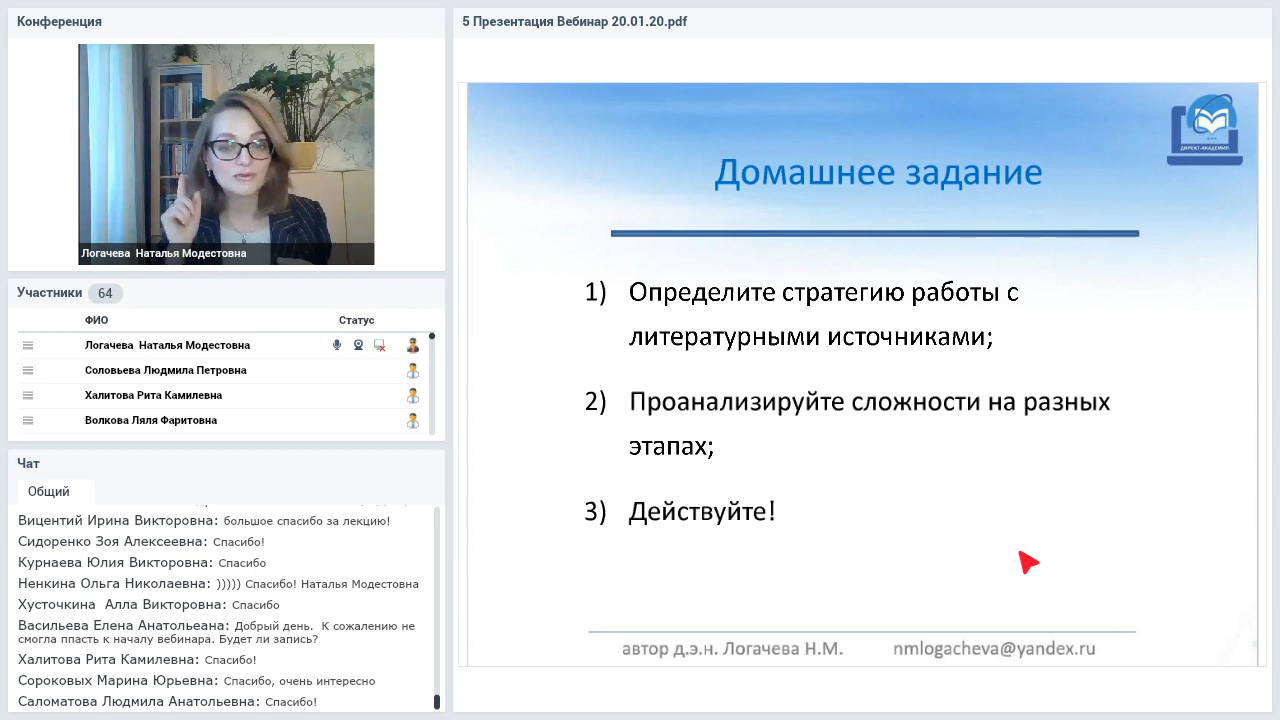 Конференция
Логачева  Наталья Модестовна
Участники 64
ФИО Статус
Логачева  Наталья Модестовна
Соловьева Людмила Петровна
Халитова Рита Камилевна
Волкова Ляля Фаритовна
Чат
Общий
Вицентий Ирина Викторовна: большое спасибо за лекцию!
Сидоренко Зоя Алексеевна: Спасибо!
Курнаева Юлия Викторовна: Спасибо
Ненкина Ольга Николаевна: ))))) Спасибо! Наталья Модестовна
Хусточкина  Алла Викторовна: Спасибо
Васильева Елена Анатольеана: Добрый день.  К сожалению не
смогла ппасть к началу вебинара. Будет ли запись?
Халитова Рита Камилевна: Спасибо!
Сороковых Марина Юрьевна: Спасибо, очень интересно
Саломатова Людмила Анатольевна: Спасибо!
5 Презентация Вебинар 20.01.20.pdf
ДИРЕКТ-АКАДЕМИЯ
Домашнее задание
1) Определите стратегию работы с
литературными источниками;
2) Проанализируйте сложности на разных
этапах;
3) Действуйте!
автор д.э.н. Логачева Н.М. nmlogacheva@yandex.ru